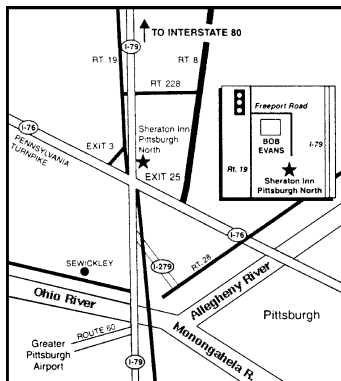 TO INTERSTATE 80
I-79
RT. 19
RT. 8
RT. 228
I-76
PENNSYLVANIA
TURNPIKE
EXIT 3
Sheraton Inn
Pittsburgh
North
EXIT 25
Freeport Road
BOB
EVANS
I-79
Rt. 19
Sheraton Inn
Pittsburgh North
I-76
I-279
RT. 28
SEWICKLEY
Ohio River
Allegheny River
Pittsburgh
ROUTE 60
Monongahela R.
Greater
Pittsburgh
Airport
I-79